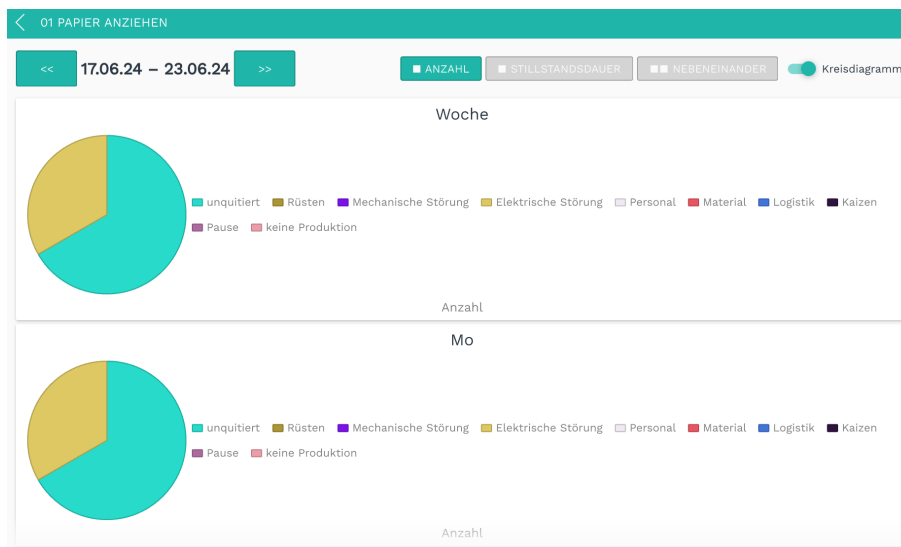 01 PAPIER ANZIEHEN
<< 17.06.24 – 23.06.24 >> ANZAHL STILLSTANDSDAUER NEBENEINANDER Kreisdiagramm
Woche
unquitiert Rüsten Mechanische Störung Elektrische Störung Personal Material Logistik Kaizen
Pause keine Produktion
Anzahl
Mo
unquitiert Rüsten Mechanische Störung Elektrische Störung Personal Material Logistik Kaizen
Pause keine Produktion
Anzahl